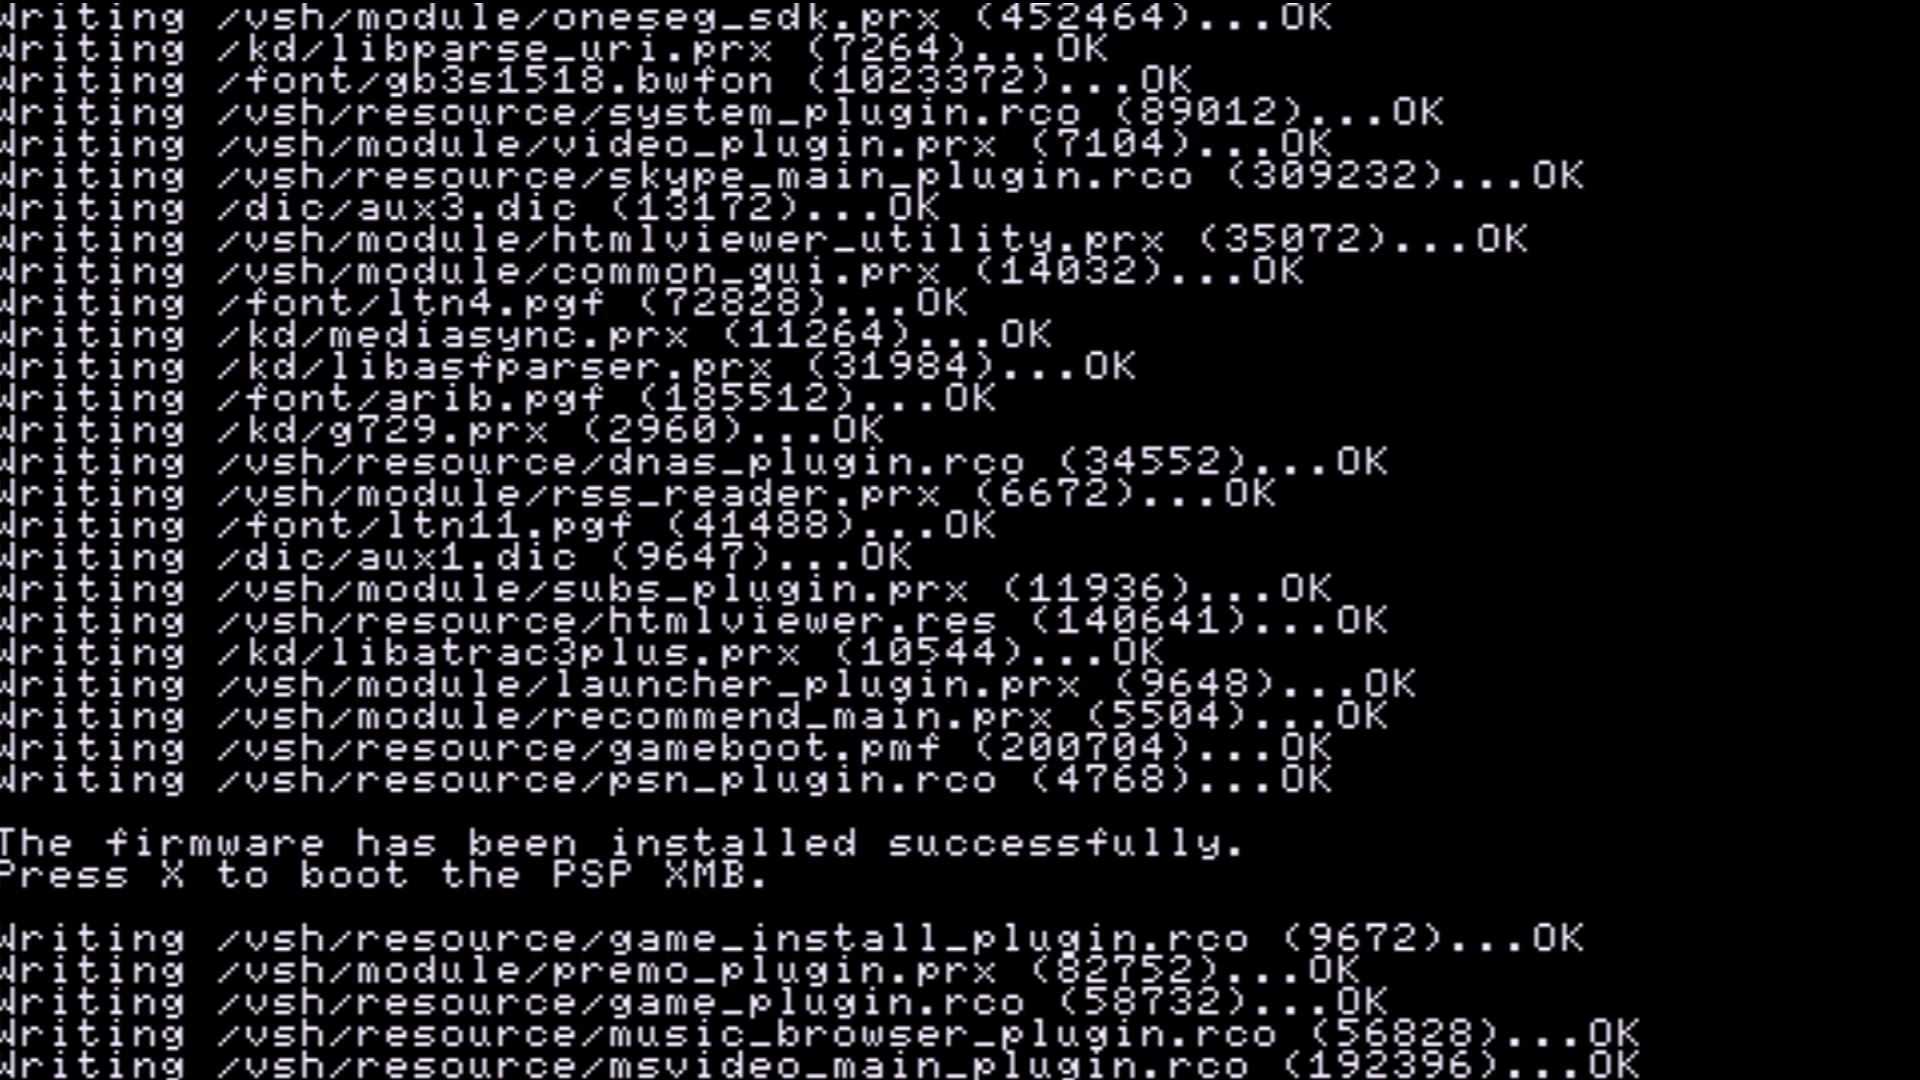 Writing /vsh/module/oneseg_sdk.prx (452464)...OK
Writing /kd/libparse_uri.prx (7264)...OK
Writing /font/gb3s1518.bwfon (1023372)...OK
Writing /vsh/resource/system_plugin.rco (89012)...OK
Writing /vsh/module/video_plugin.prx (7104)...OK
Writing /vsh/resource/skype_main_plugin.rco (309232)...OK
Writing /dic/aux3.dic (13172)...OK
Writing /vsh/module/htmlviewer_utility.prx (35072)...OK
Writing /vsh/module/common_gui.prx (14032)...OK
Writing /font/ltn4.pgf (72828)...OK
Writing /kd/mediasync.prx (11264)...OK
Writing /kd/libasfparser.prx (31984)...OK
Writing /font/arib.pgf (185512)...OK
Writing /kd/g729.prx (2960)...OK
Writing /vsh/resource/dnas_plugin.rco (34552)...OK
Writing /vsh/module/rss_reader.prx (6672)...OK
Writing /font/ltn11.pgf (41488)...OK
Writing /dic/aux1.dic (9647)...OK
Writing /vsh/module/subs_plugin.prx (11936)...OK
Writing /vsh/resource/htmlviewer.res (140641)...OK
Writing /kd/libatrac3plus.prx (10544)...OK
Writing /vsh/module/launcher_plugin.prx (9648)...OK
Writing /vsh/module/recommend_main.prx (5504)...OK
Writing /vsh/resource/gameboot.pmf (200704)...OK
Writing /vsh/resource/psn_plugin.rco (4768)...OK
The firmware has been installed successfully.
Press X to boot the PSP XMB.
Writing /vsh/resource/game_install_plugin.rco (9672)...OK
Writing /vsh/module/premo_plugin.prx (82752)...OK
Writing /vsh/resource/game_plugin.rco (58732)...OK
Writing /vsh/resource/music_browser_plugin.rco (56828)...OK
Writing /vsh/resource/msvideo_main_plugin.rco (192396)...OK